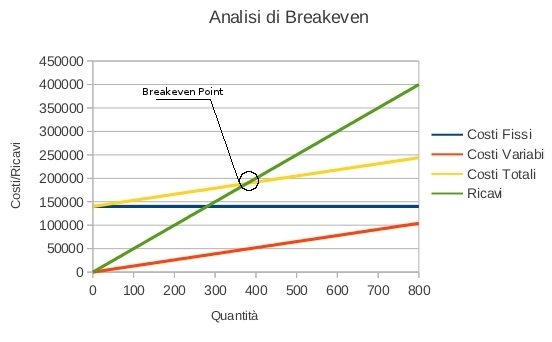 Analisi di Breakeven
450000
400000
350000
300000
250000
200000
150000
100000
50000
0
Costi/Ricavi
Breakeven Point
0 100 200 300 400 500 600 700 800
Quantità
Costi Fissi
Costi Variabi
Costi Totali
Ricavi